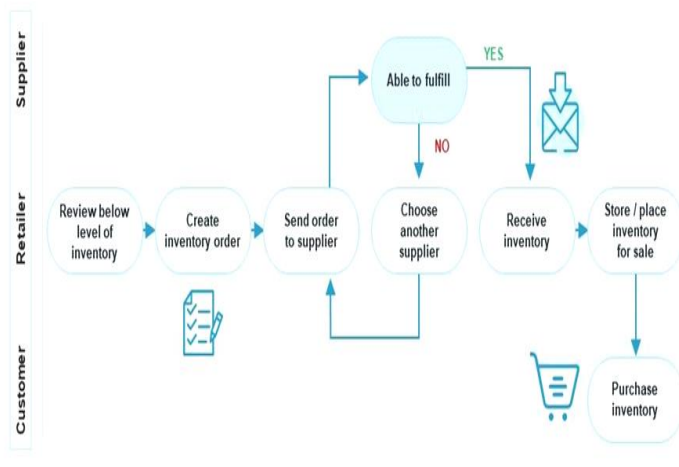 Supplier
Able to fulfill
YES
NO
Retailer
Review below
level of
inventory
Create
inventory order
Send order
to supplier
Choose
another
supplier
Receive
inventory
Store / place
inventory
for sale
Customer
Purchase
inventory